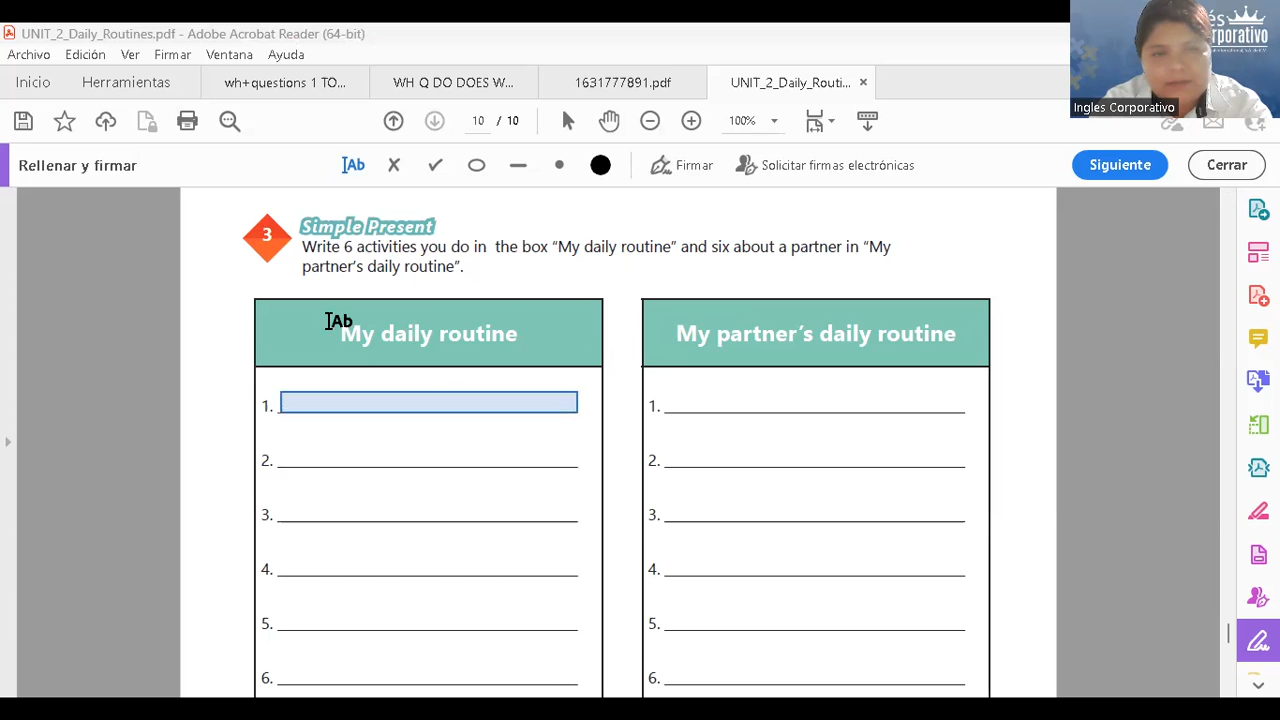 UNIT_2_Daily_Routines.pdf - Adobe Acrobat Reader (64-bit)
Archivo Edición Ver Firmar Ventana Ayuda
Inicio Herramientas wh+questions 1 TO... WH Q DO DOES W... 1631777891.pdf UNIT_2_Daily_Routi... ×
10 / 10 100%
Rellenar y firmar Ab Firmar Solicitar firmas electrónicas Siguiente Cerrar
Ingles Corporativo
3 Simple Present
Write 6 activities you do in the box “My daily routine” and six about a partner in “My
partner’s daily routine”.
Ab
My daily routine
1.
2.
3.
4.
5.
6.
My partner’s daily routine
1.
2.
3.
4.
5.
6.